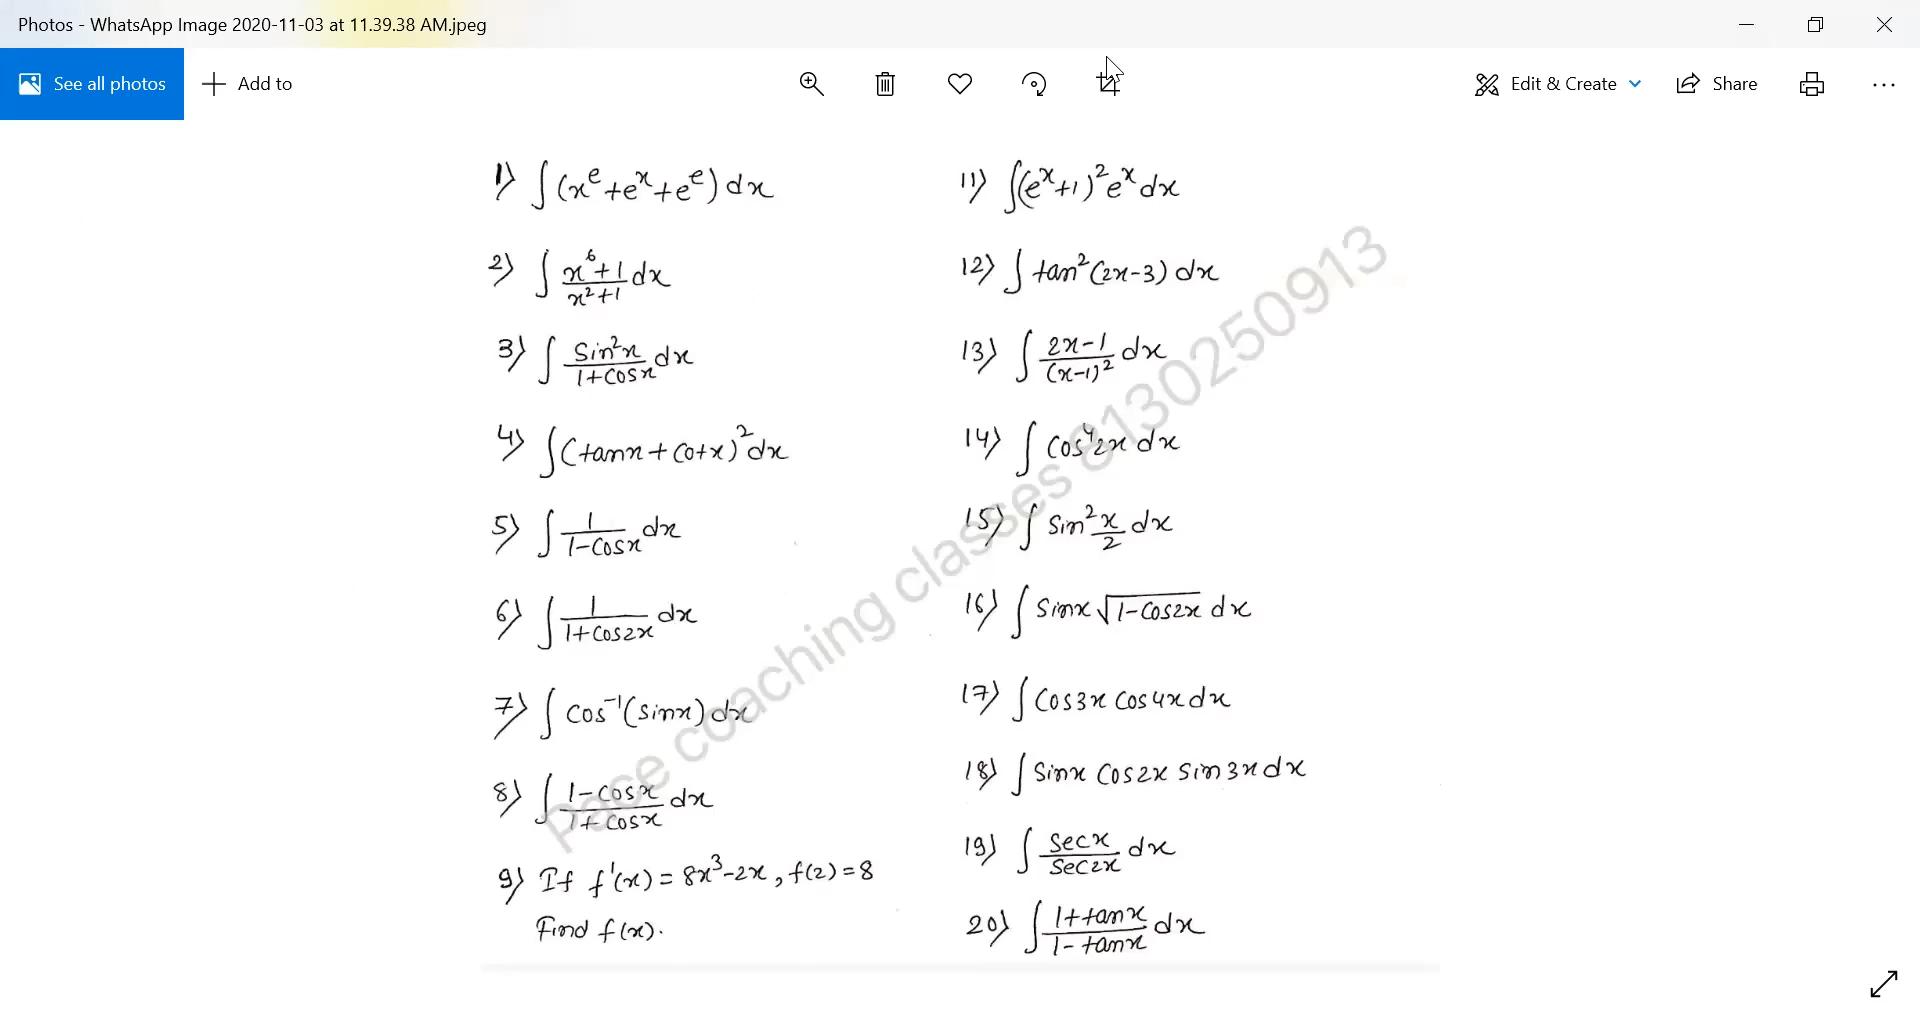 Photos - WhatsApp Image 2020-11-03 at 11.39.38 AM.jpeg
See all photos
Add to
Edit & Create
Share
1) ∫(x^e+e^x+e^e) dx
2) ∫ (x^6+1)/(x^2+1) dx
3) ∫ sin^2x/(1+cosx) dx
4) ∫(tanx+cotx)^2 dx
5) ∫ 1/(1-cosx) dx
6) ∫ 1/(1+cos2x) dx
7) ∫ cos^-1(sinx) dx
8) ∫ (1-cosx)/(1+cosx) dx
9) If f'(x) = 8x^3-2x, f(2)=8
Find f(x).
11) ∫(e^x+1)^2 e^x dx
12) ∫ tan^2(2x-3) dx
13) ∫ (2x-1)/(x-1)^2 dx
14) ∫ cos^4 2x dx
15) ∫ sin^2 x/2 dx
16) ∫ sinx √(1-cos2x) dx
17) ∫ cos3x cos4x dx
18) ∫ sinx cos2x sin3x dx
19) ∫ secx/sec2x dx
20) ∫ (1+tanx)/(1-tanx) dx
Pace coaching classes 8130250913